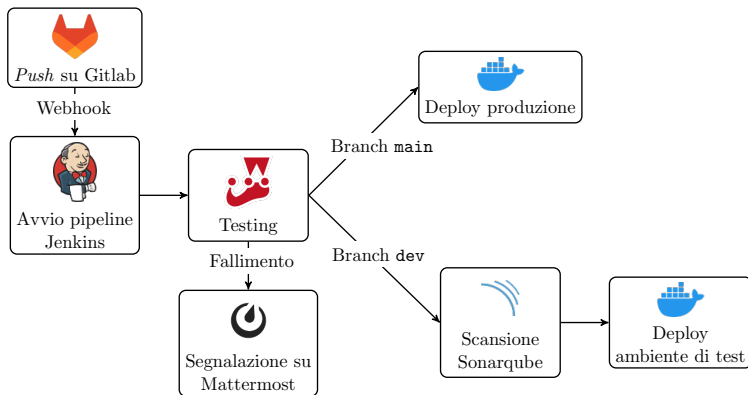 Push su Gitlab
Webhook
Avvio pipeline
Jenkins
Testing
Fallimento
Segnalazione su
Mattermost
Branch main
Deploy produzione
Branch dev
Scansione
Sonarqube
Deploy
ambiente di test